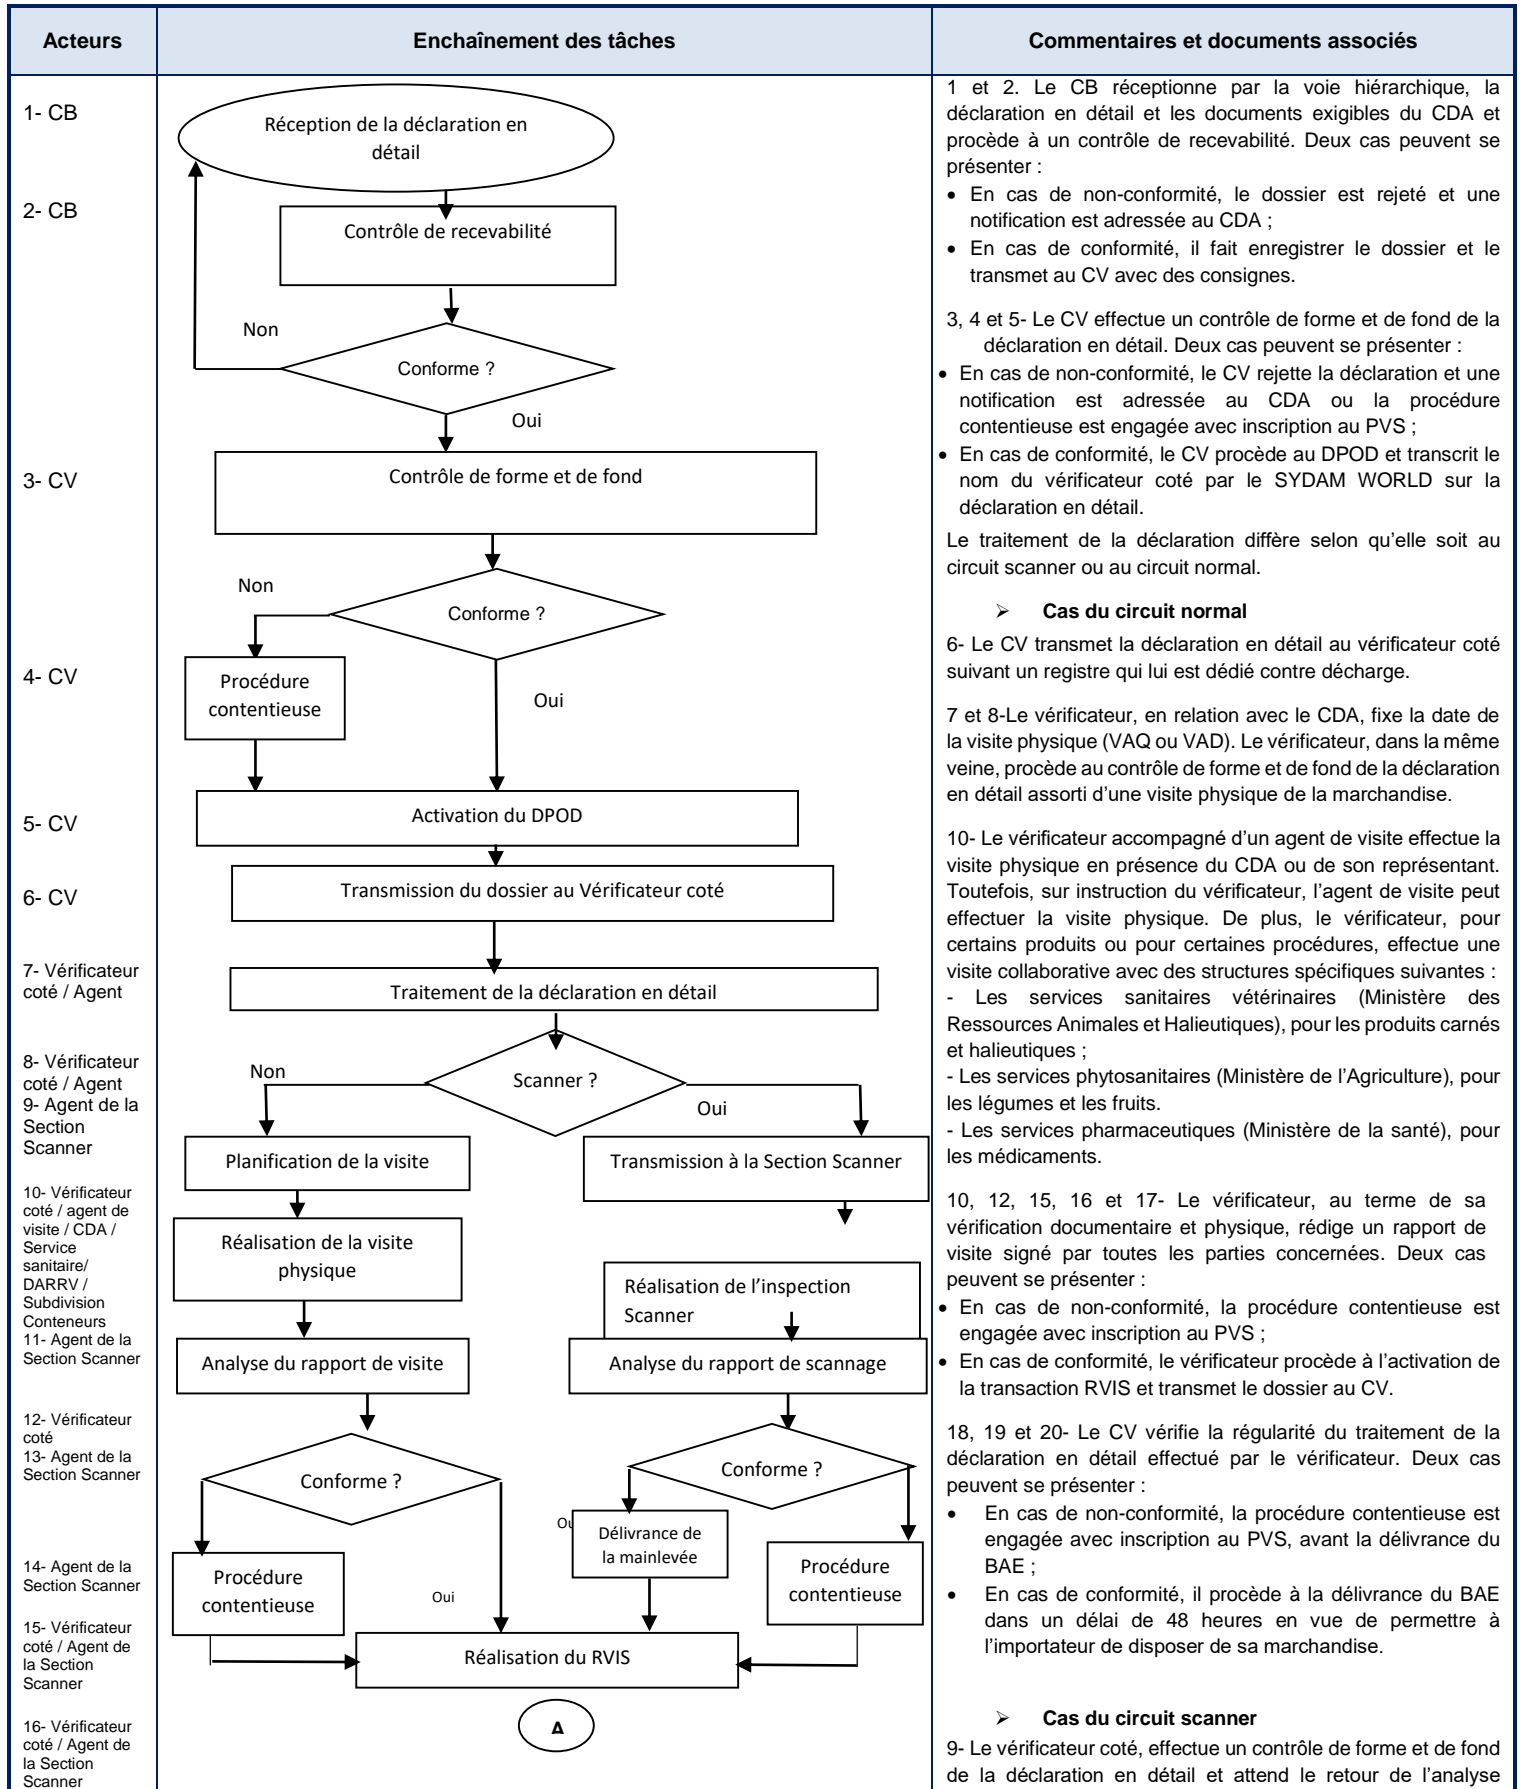 Acteurs
Enchaînement des tâches
Commentaires et documents associés
1- CB
2- CB
3- CV
4- CV
5- CV
6- CV
7- Vérificateur
coté / Agent
8- Vérificateur
coté / Agent
9- Agent de la
Section
Scanner
10- Vérificateur
coté / agent de
visite / CDA /
Service
sanitaire/
DARRV /
Subdivision
Conteneurs
11- Agent de la
Section Scanner
12- Vérificateur
coté
13- Agent de la
Section Scanner
14- Agent de la
Section Scanner
15- Vérificateur
coté / Agent de
la Section
Scanner
16- Vérificateur
coté / Agent de
la Section
Scanner
Réception de la déclaration en
détail
Contrôle de recevabilité
Non
Conforme ?
Oui
Contrôle de forme et de fond
Non
Conforme ?
Procédure
contentieuse
Oui
Activation du DPOD
Transmission du dossier au Vérificateur coté
Traitement de la déclaration en détail
Non
Scanner ?
Oui
Planification de la visite
Transmission à la Section Scanner
Réalisation de la visite
physique
Réalisation de l’inspection
Scanner
Analyse du rapport de visite
Analyse du rapport de scannage
Conforme ?
Conforme ?
Délivrance de
la mainlevée
Procédure
contentieuse
Oui
Procédure
contentieuse
Réalisation du RVIS
1 et 2. Le CB réceptionne par la voie hiérarchique, la
déclaration en détail et les documents exigibles du CDA et
procède à un contrôle de recevabilité. Deux cas peuvent se
présenter :
• En cas de non-conformité, le dossier est rejeté et une
notification est adressée au CDA ;
• En cas de conformité, il fait enregistrer le dossier et le
transmet au CV avec des consignes.
3, 4 et 5- Le CV effectue un contrôle de forme et de fond de la
déclaration en détail. Deux cas peuvent se présenter :
• En cas de non-conformité, le CV rejette la déclaration et une
notification est adressée au CDA ou la procédure
contentieuse est engagée avec inscription au PVS ;
• En cas de conformité, le CV procède au DPOD et transcrit le
nom du vérificateur coté par le SYDAM WORLD sur la
déclaration en détail.
Le traitement de la déclaration diffère selon qu’elle soit au
circuit scanner ou au circuit normal.
➢ Cas du circuit normal
6- Le CV transmet la déclaration en détail au vérificateur coté
suivant un registre qui lui est dédié contre décharge.
7 et 8-Le vérificateur, en relation avec le CDA, fixe la date de
la visite physique (VAQ ou VAD). Le vérificateur, dans la même
veine, procède au contrôle de forme et de fond de la déclaration
en détail assorti d’une visite physique de la marchandise.
10- Le vérificateur accompagné d’un agent de visite effectue la
visite physique en présence du CDA ou de son représentant.
Toutefois, sur instruction du vérificateur, l’agent de visite peut
effectuer la visite physique. De plus, le vérificateur, pour
certains produits ou pour certaines procédures, effectue une
visite collaborative avec des structures spécifiques suivantes :
- Les services sanitaires vétérinaires (Ministère des
Ressources Animales et Halieutiques), pour les produits carnés
et halieutiques ;
- Les services phytosanitaires (Ministère de l’Agriculture), pour
les légumes et les fruits.
- Les services pharmaceutiques (Ministère de la santé), pour
les médicaments.
10, 12, 15, 16 et 17- Le vérificateur, au terme de sa
vérification documentaire et physique, rédige un rapport de
visite signé par toutes les parties concernées. Deux cas
peuvent se présenter :
• En cas de non-conformité, la procédure contentieuse est
engagée avec inscription au PVS ;
• En cas de conformité, le vérificateur procède à l’activation de
la transaction RVIS et transmet le dossier au CV.
18, 19 et 20- Le CV vérifie la régularité du traitement de la
déclaration en détail effectué par le vérificateur. Deux cas
peuvent se présenter :
• En cas de non-conformité, la procédure contentieuse est
engagée avec inscription au PVS, avant la délivrance du
BAE ;
• En cas de conformité, il procède à la délivrance du BAE
dans un délai de 48 heures en vue de permettre à
l’importateur de disposer de sa marchandise.
➢ Cas du circuit scanner
9- Le vérificateur coté, effectue un contrôle de forme et de fond
de la déclaration en détail et attend le retour de l’analyse